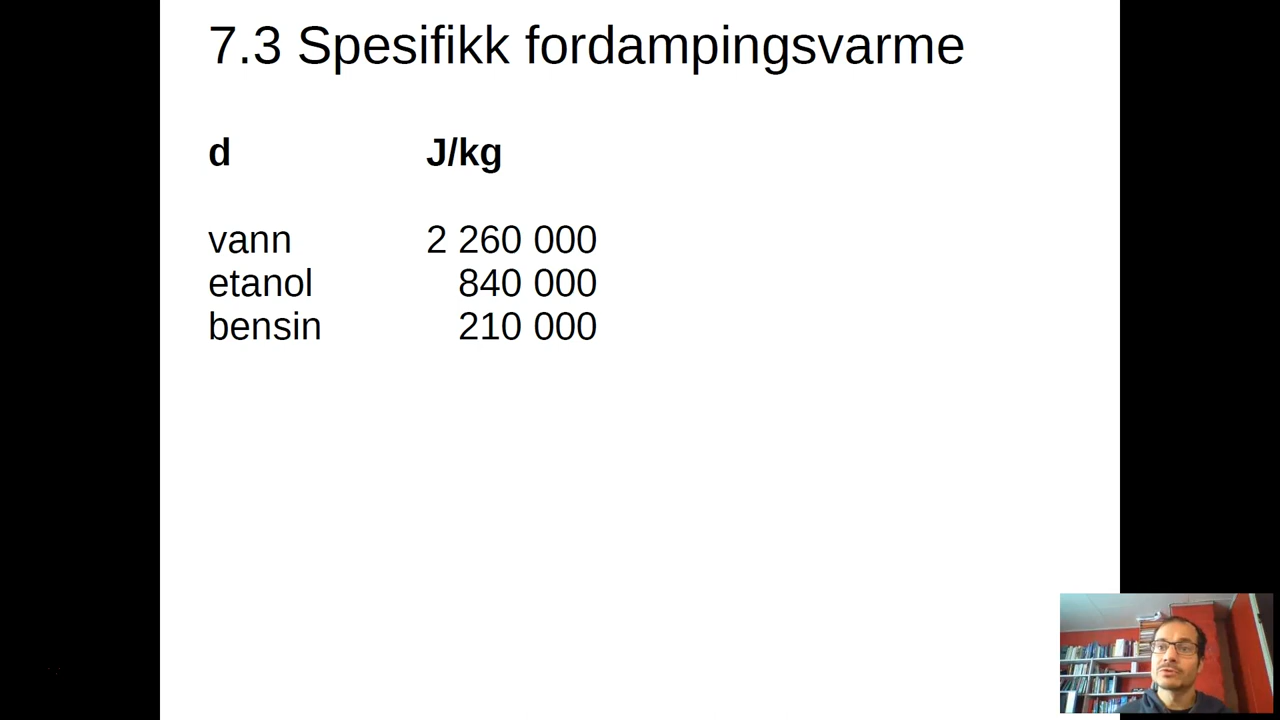 7.3 Spesifikk fordampingsvarme
d J/kg
vann 2 260 000
etanol 840 000
bensin 210 000